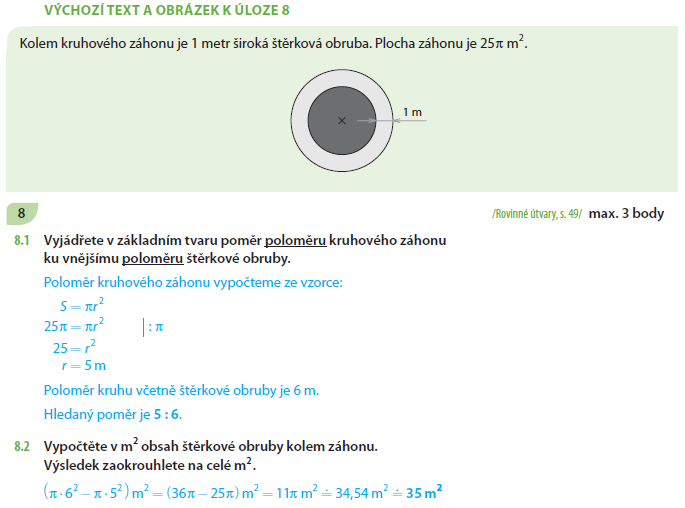 VÝCHOZÍ TEXT A OBRÁZEK K ÚLOZE 8
Kolem kruhového záhonu je 1 metr široká štěrková obruba. Plocha záhonu je 25π m².
1 m
8
/Rovinné útvary, s. 49/ max. 3 body
8.1 Vyjádřete v základním tvaru poměr poloměru kruhového záhonu
ku vnějšímu poloměru štěrkové obruby.
Poloměr kruhového záhonu vypočteme ze vzorce:
S = πr²
25π = πr² | : π
25 = r²
r = 5 m
Poloměr kruhu včetně štěrkové obruby je 6 m.
Hledaný poměr je 5 : 6.
8.2 Vypočtěte v m² obsah štěrkové obruby kolem záhonu.
Výsledek zaokrouhlete na celé m².
(π · 6² − π · 5²) m² = (36π − 25π) m² = 11π m² ≐ 34,54 m² ≐ 35 m²